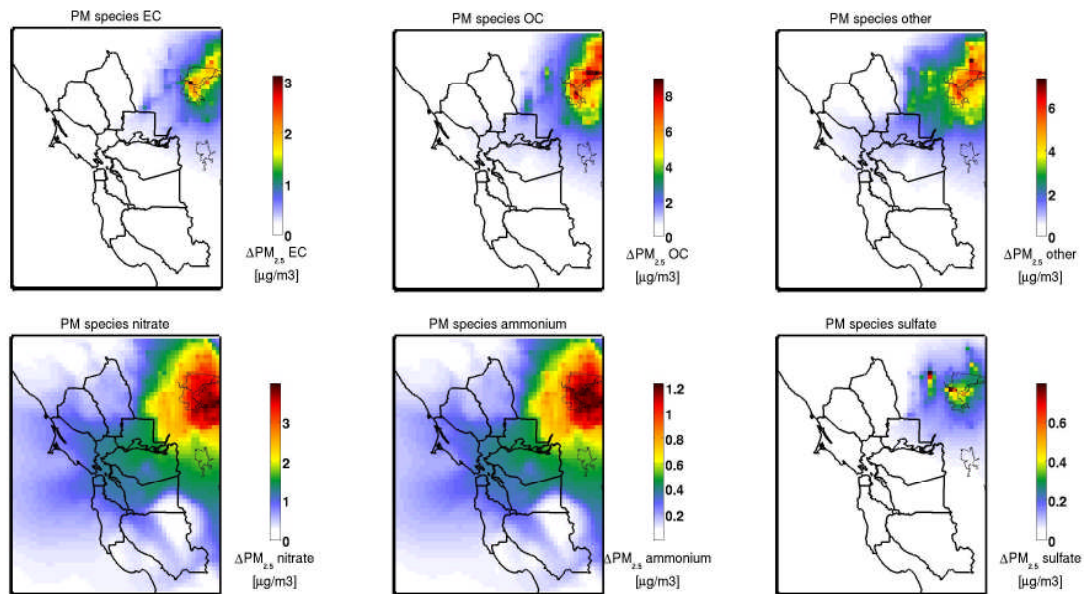 PM species EC
3
2
1
0
ΔPM2.5 EC
[µg/m3]
PM species OC
8
6
4
2
0
ΔPM2.5 OC
[µg/m3]
PM species other
6
4
2
0
ΔPM2.5 other
[µg/m3]
PM species nitrate
3
2
1
0
ΔPM2.5 nitrate
[µg/m3]
PM species ammonium
1.2
1
0.8
0.6
0.4
0.2
ΔPM2.5 ammonium
[µg/m3]
PM species sulfate
0.6
0.4
0.2
0
ΔPM2.5 sulfate
[µg/m3]